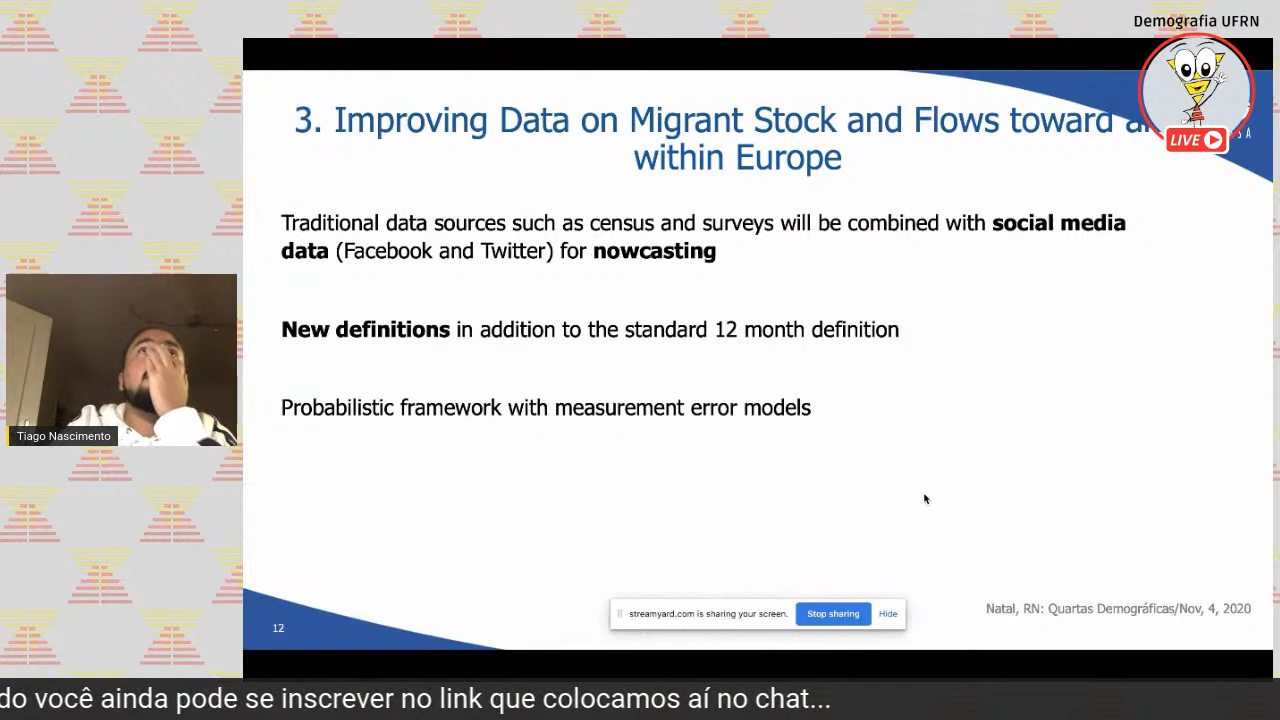 Demografia UFRN
LIVE
3. Improving Data on Migrant Stock and Flows toward
within Europe
S A
Traditional data sources such as census and surveys will be combined with social media
data (Facebook and Twitter) for nowcasting
New definitions in addition to the standard 12 month definition
Probabilistic framework with measurement error models
Tiago Nascimento
streamyard.com is sharing your screen. Stop sharing Hide
Natal, RN: Quartas Demográficas/Nov, 4, 2020
12
do você ainda pode se inscrever no link que colocamos aí no chat...